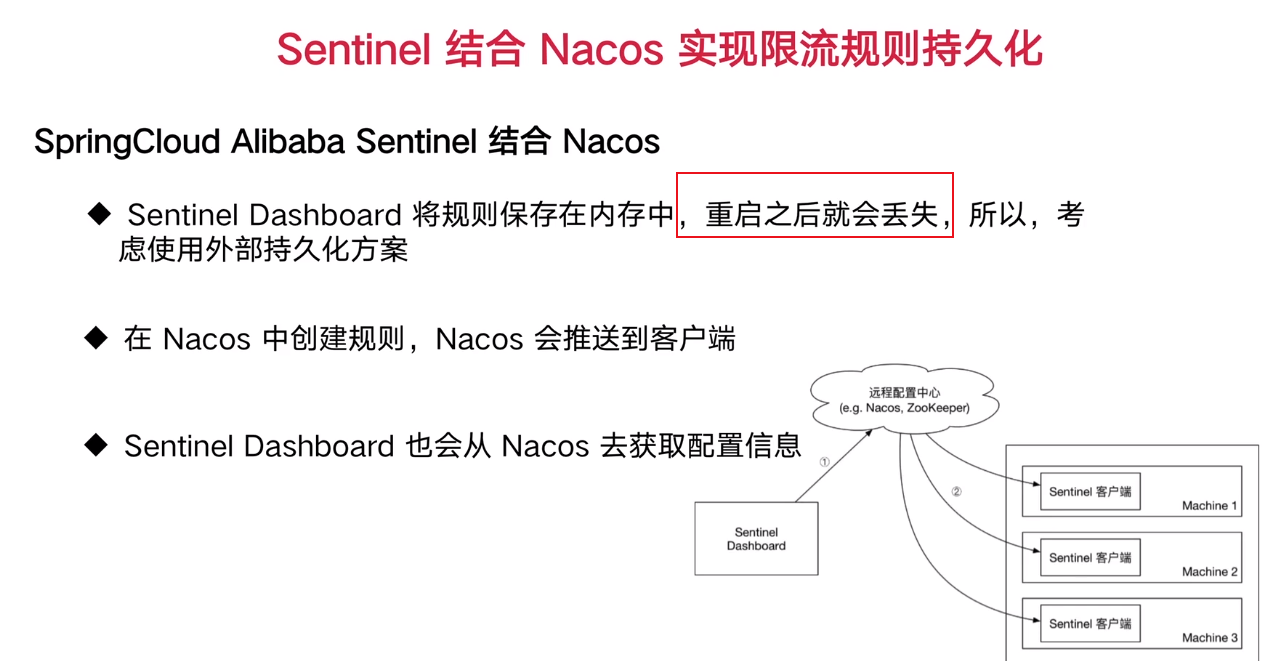 Sentinel 结合 Nacos 实现限流规则持久化
SpringCloud Alibaba Sentinel 结合 Nacos
◆ Sentinel Dashboard 将规则保存在内存中，重启之后就会丢失，所以，考
虑使用外部持久化方案
◆ 在 Nacos 中创建规则，Nacos 会推送到客户端
◆ Sentinel Dashboard 也会从 Nacos 去获取配置信息
远程配置中心
(e.g. Nacos, ZooKeeper)
①
②
Sentinel
Dashboard
Sentinel 客户端
Machine 1
Sentinel 客户端
Machine 2
Sentinel 客户端
Machine 3